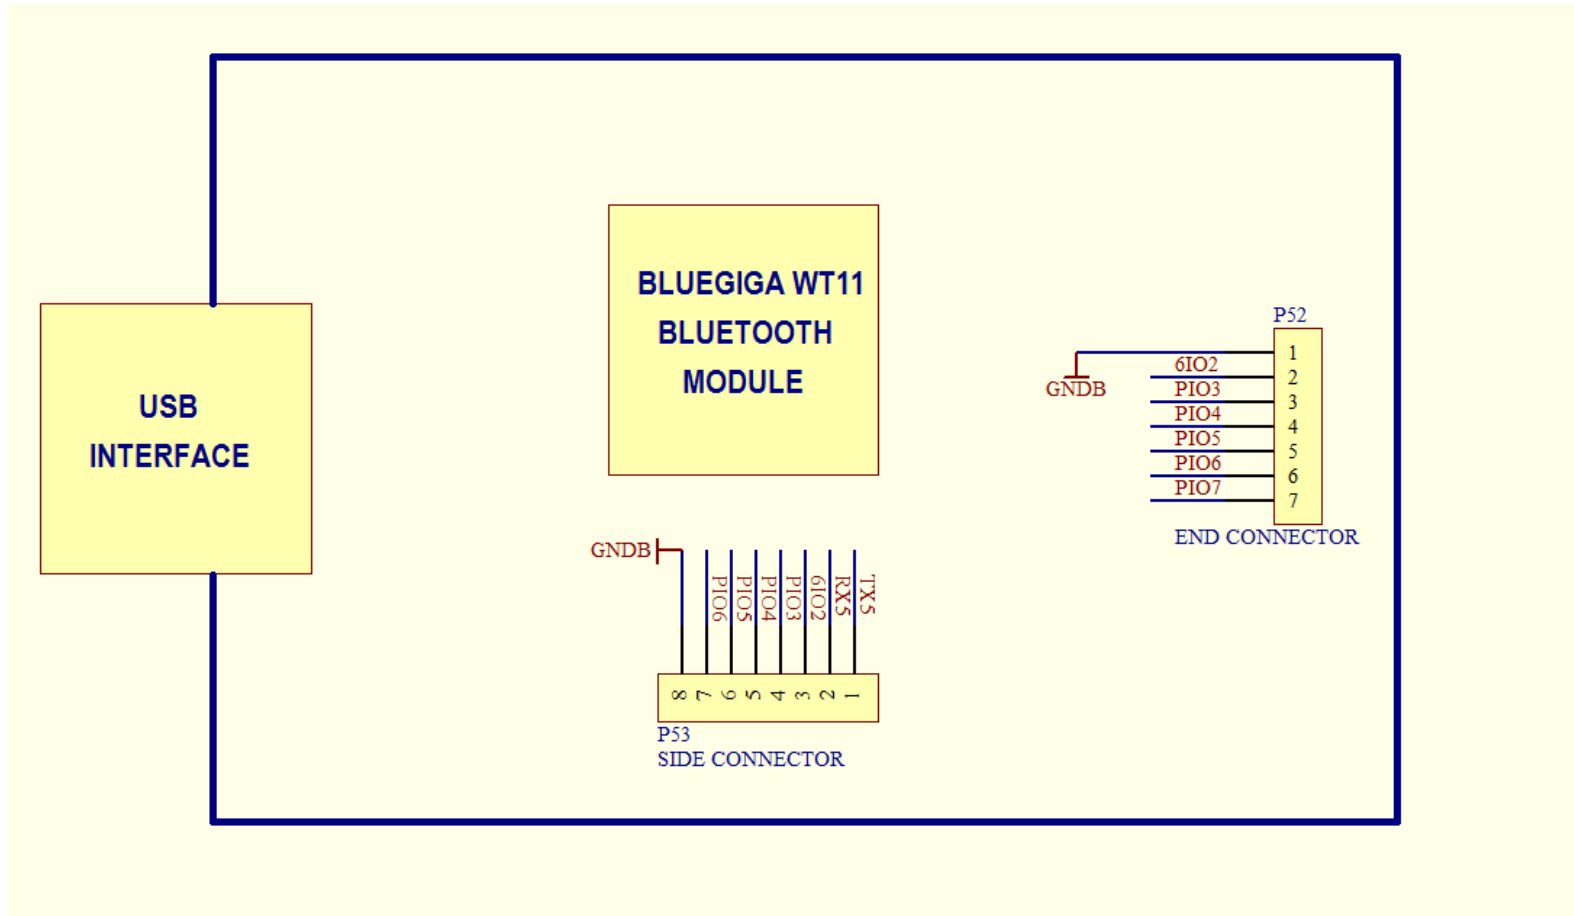 BLUEGIGA WT11
BLUETOOTH
MODULE
USB
INTERFACE
P52
1
6IO2
2
GNDB
PIO3
3
PIO4
4
PIO5
5
PIO6
6
PIO7
7
END CONNECTOR
GNDB
PIO6
PIO5
PIO4
PIO3
6IO2
RX5
TX5
8
7
6
5
4
3
2
1
P53
SIDE CONNECTOR